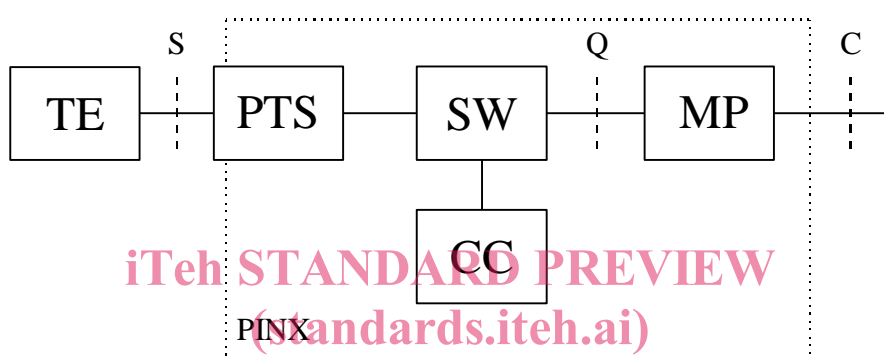 S
Q
C
TE
PTS
SW
MP
CC
iTeh STANDARD PREVIEW
PINX
(standards.iteh.ai)